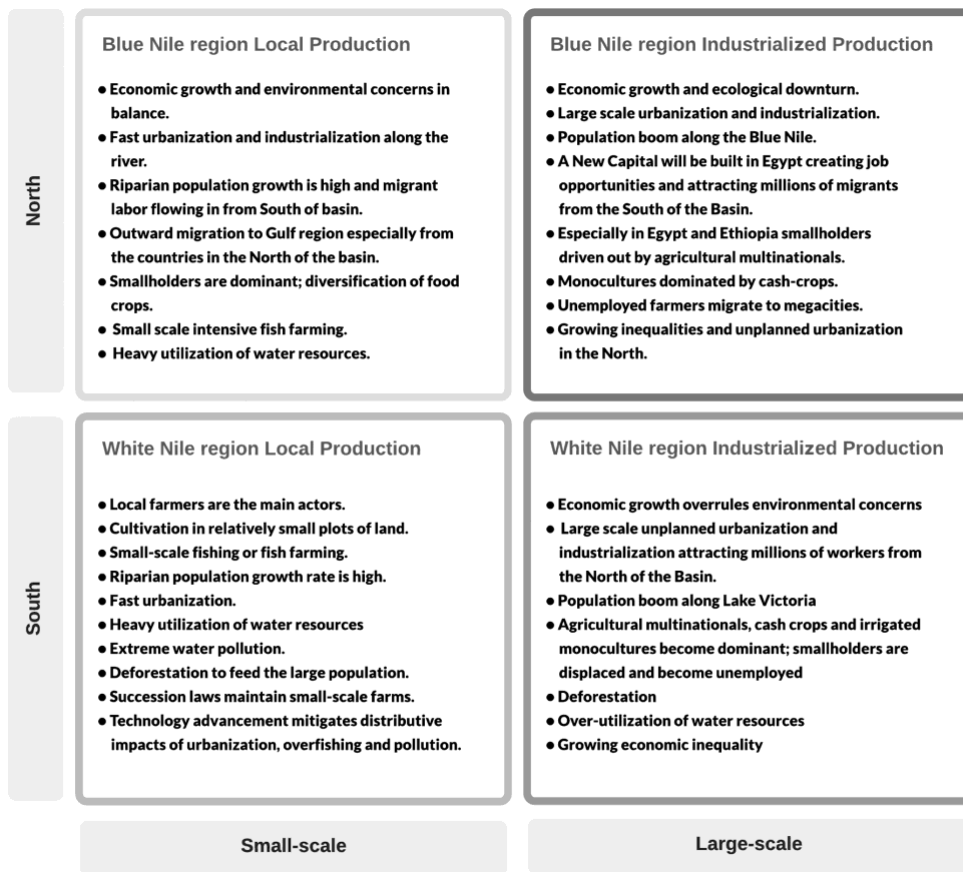 North
Blue Nile region Local Production
● Economic growth and environmental concerns in
balance.
● Fast urbanization and industrialization along the
river.
● Riparian population growth is high and migrant
labor flowing in from South of basin.
● Outward migration to Gulf region especially from
the countries in the North of the basin.
● Smallholders are dominant; diversification of food
crops.
● Small scale intensive fish farming.
● Heavy utilization of water resources.
Blue Nile region Industrialized Production
● Economic growth and ecological downturn.
● Large scale urbanization and industrialization.
● Population boom along the Blue Nile.
● A New Capital will be built in Egypt creating job
opportunities and attracting millions of migrants
from the South of the Basin.
● Especially in Egypt and Ethiopia smallholders
driven out by agricultural multinationals.
● Monocultures dominated by cash-crops.
● Unemployed farmers migrate to megacities.
● Growing inequalities and unplanned urbanization
in the North.
South
White Nile region Local Production
● Local farmers are the main actors.
● Cultivation in relatively small plots of land.
● Small-scale fishing or fish farming.
● Riparian population growth rate is high.
● Fast urbanization.
● Heavy utilization of water resources
● Extreme water pollution.
● Deforestation to feed the large population.
● Succession laws maintain small-scale farms.
● Technology advancement mitigates distributive
impacts of urbanization, overfishing and pollution.
White Nile region Industrialized Production
● Economic growth overrules environmental concerns
● Large scale unplanned urbanization and
industrialization attracting millions of workers from
the North of the Basin.
● Population boom along Lake Victoria
● Agricultural multinationals, cash crops and irrigated
monocultures become dominant; smallholders are
displaced and become unemployed
● Deforestation
● Over-utilization of water resources
● Growing economic inequality
Small-scale
Large-scale